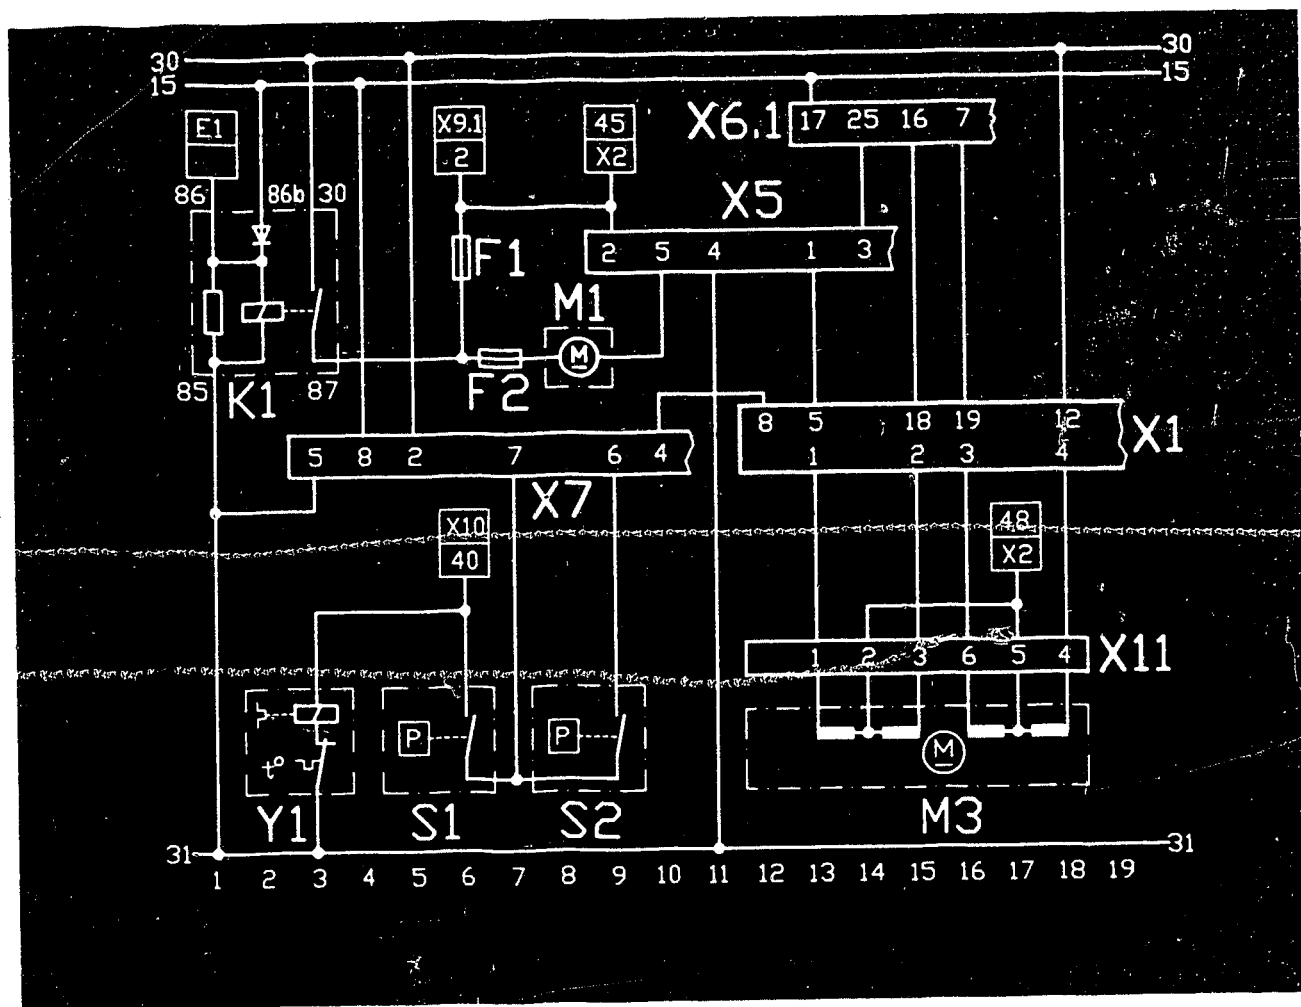 30 30
15 15
E1
X9.1
2
45
X2
X6.1
17 25 16 7
86 86b 30
X5
2 5 4 1 3
F1
M1
M
F2
85 K1 87
8 5 18 19 12
1 2 3 4
X1
5 8 2 7 6 4
X7
X10
40
48
X2
1 2 3 6 5 4
X11
P
P
t°
M
Y1 S1 S2 M3
31 31
1 2 3 4 5 6 7 8 9 10 11 12 13 14 15 16 17 18 19